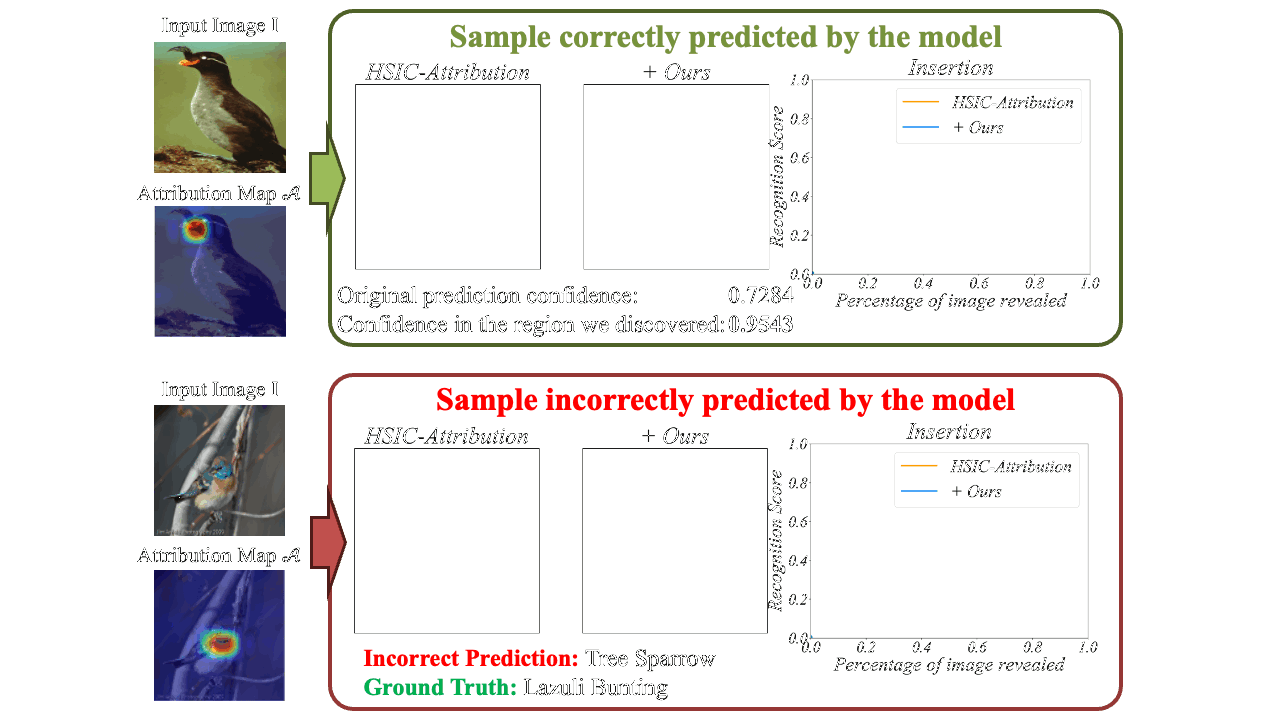 Input Image I
Attribution Map 𝒜
Sample correctly predicted by the model
HSIC-Attribution
+ Ours
Insertion
HSIC-Attribution
+ Ours
Recognition Score
1.0
0.8
0.6
0.4
0.2
0.0
0.0 0.2 0.4 0.6 0.8 1.0
Percentage of image revealed
Original prediction confidence: 0.7284
Confidence in the region we discovered: 0.9543
Input Image I
Attribution Map 𝒜
Sample incorrectly predicted by the model
HSIC-Attribution
+ Ours
Insertion
HSIC-Attribution
+ Ours
Recognition Score
1.0
0.8
0.6
0.4
0.2
0.0
0.0 0.2 0.4 0.6 0.8 1.0
Percentage of image revealed
Incorrect Prediction: Tree Sparrow
Ground Truth: Lazuli Bunting